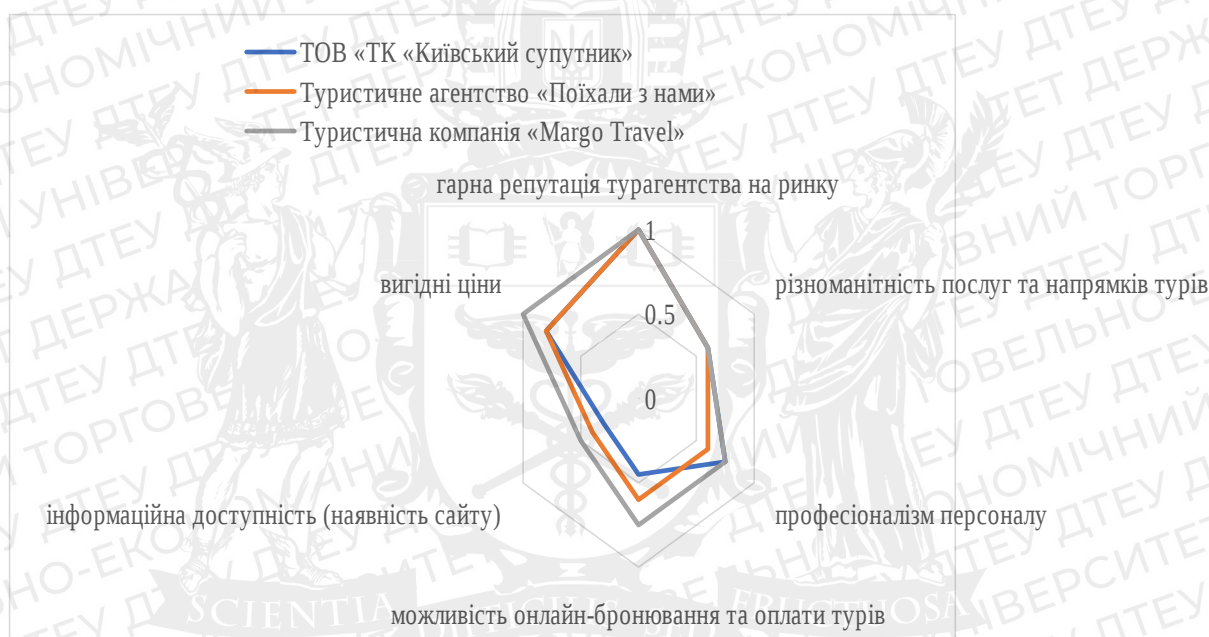 ТОВ «ТК «Київський супутник»
Туристичне агентство «Поїхали з нами»
Туристична компанія «Margo Travel»
гарна репутація турагентства на ринку
1
вигідні ціни
різноманітність послуг та напрямків турів
0.5
0
інформаційна доступність (наявність сайту)
професіоналізм персоналу
можливість онлайн-бронювання та оплати турів
SCIENTIA